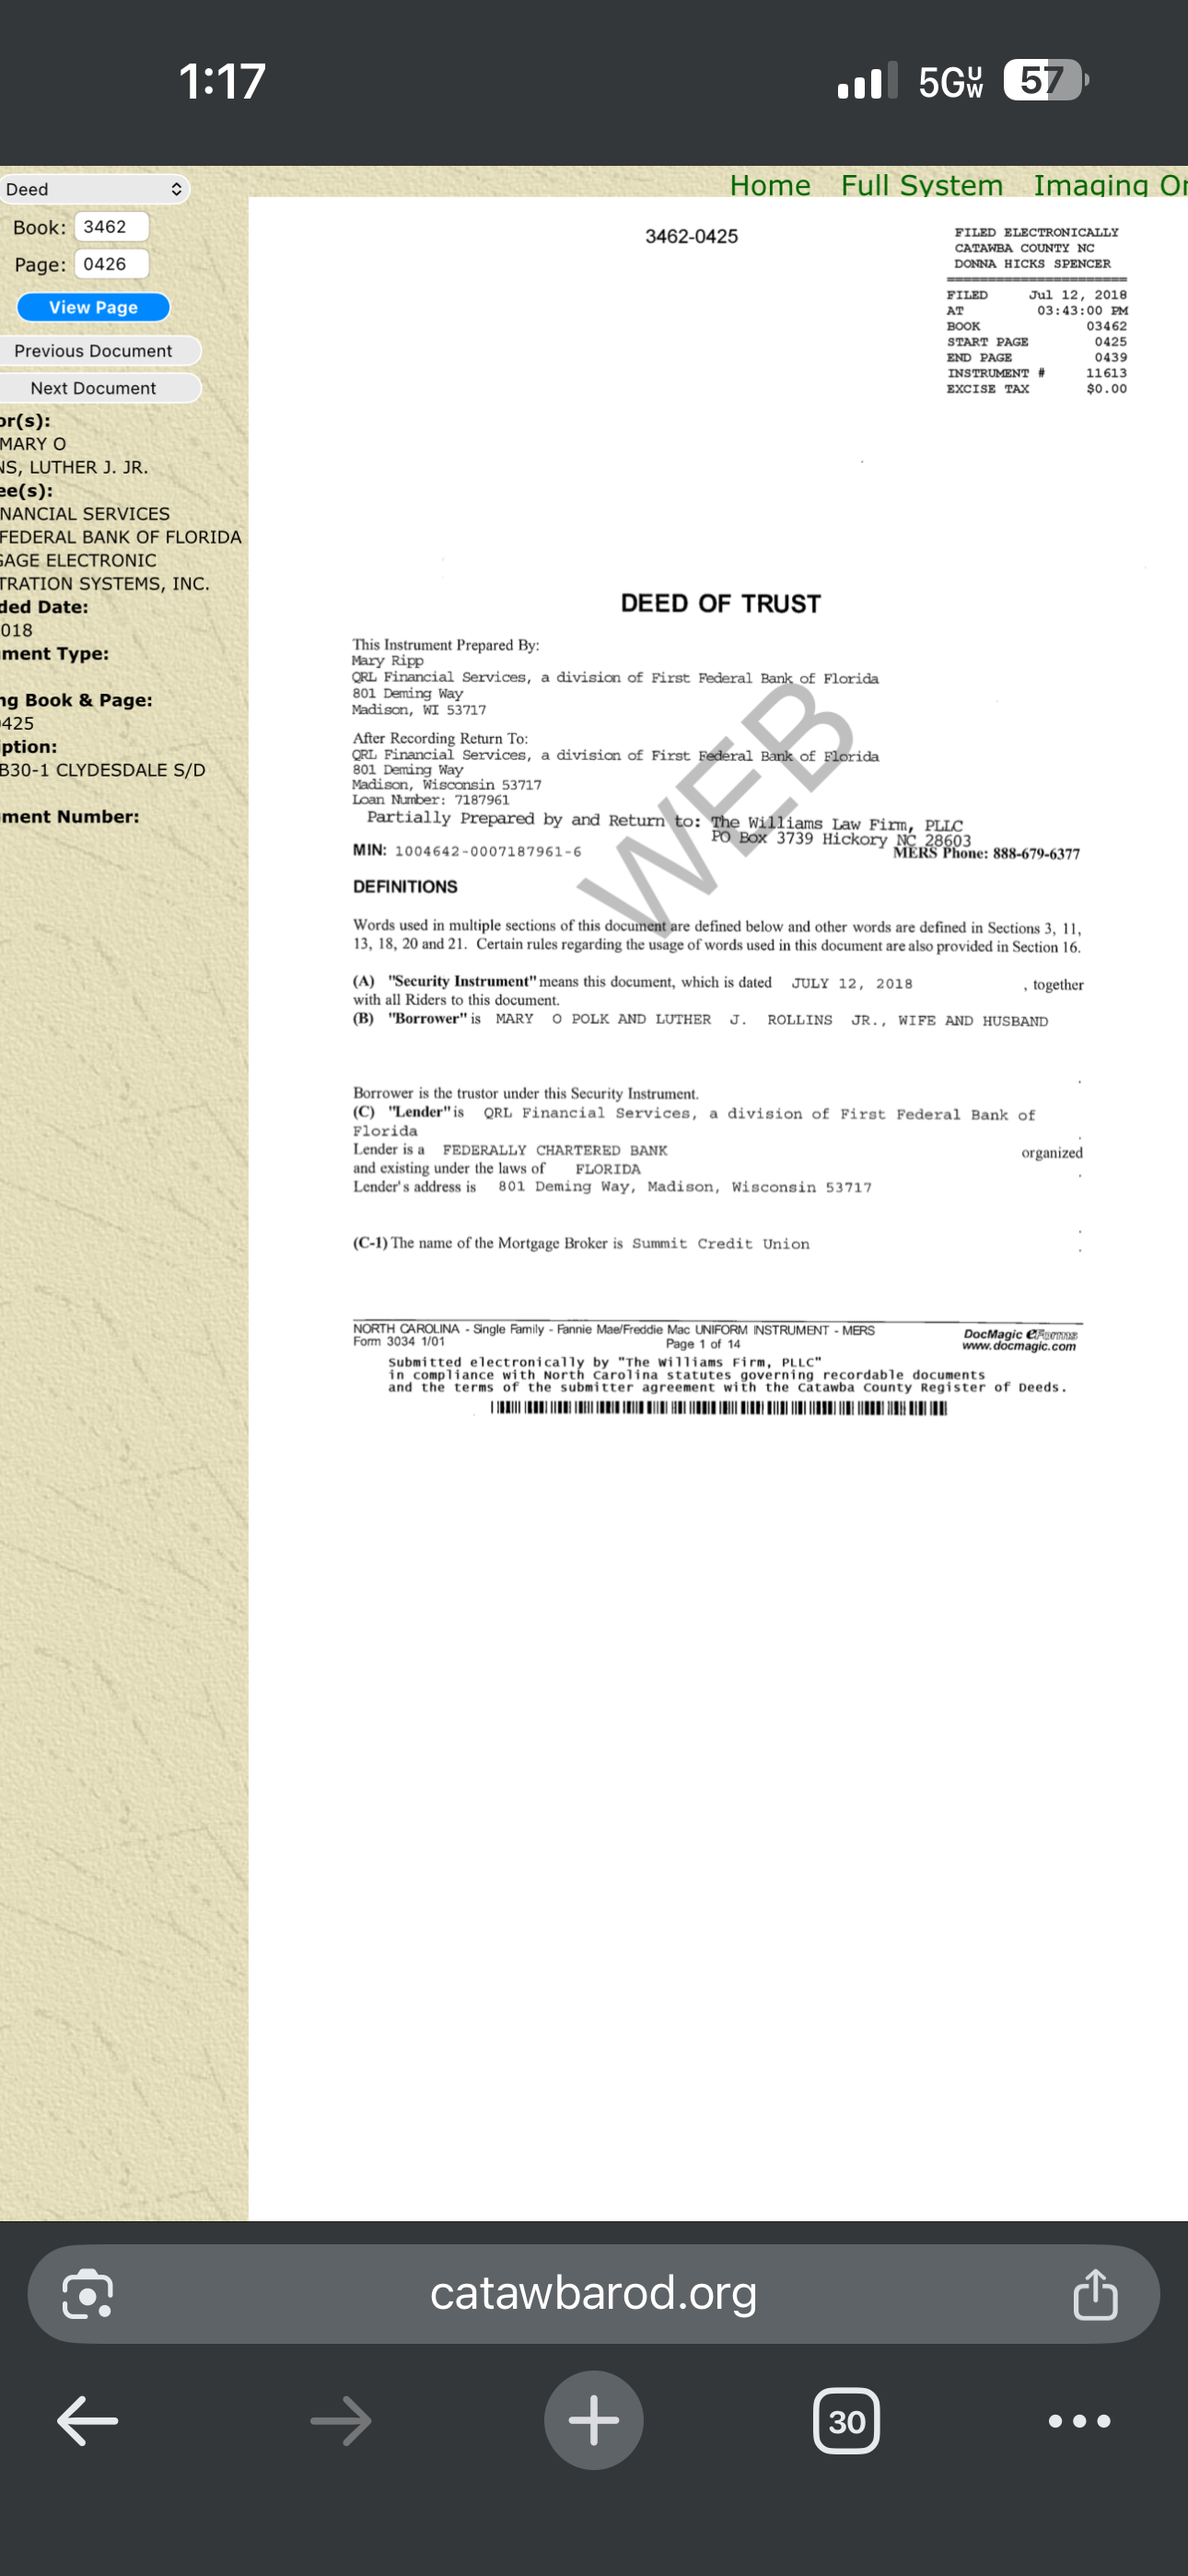 1:17
5GUW 57
Deed
Home Full System Imaging Or
Book: 3462
Page: 0426
View Page
Previous Document
Next Document
or(s):
MARY O
NS, LUTHER J. JR.
ee(s):
NANCIAL SERVICES
FEDERAL BANK OF FLORIDA
GAGE ELECTRONIC
TRATION SYSTEMS, INC.
ded Date:
018
ment Type:
ng Book & Page:
425
iption:
B30-1 CLYDESDALE S/D
ment Number:
3462-0425
FILED ELECTRONICALLY
CATAWBA COUNTY NC
DONNA HICKS SPENCER
FILED Jul 12, 2018
AT 03:43:00 PM
BOOK 03462
START PAGE 0425
END PAGE 0439
INSTRUMENT # 11613
EXCISE TAX $0.00
DEED OF TRUST
This Instrument Prepared By:
Mary Ripp
QRL Financial Services, a division of First Federal Bank of Florida
801 Deming Way
Madison, WI 53717
After Recording Return To:
QRL Financial Services, a division of First Federal Bank of Florida
801 Deming Way
Madison, Wisconsin 53717
Loan Number: 7187961
Partially Prepared by and Return to: The Williams Law Firm, PLLC
PO Box 3739 Hickory NC 28603
MIN: 1004642-0007187961-6 MERS Phone: 888-679-6377
WEB
DEFINITIONS
Words used in multiple sections of this document are defined below and other words are defined in Sections 3, 11,
13, 18, 20 and 21. Certain rules regarding the usage of words used in this document are also provided in Section 16.
(A) "Security Instrument" means this document, which is dated JULY 12, 2018 , together
with all Riders to this document.
(B) "Borrower" is MARY O POLK AND LUTHER J. ROLLINS JR., WIFE AND HUSBAND
.
Borrower is the trustor under this Security Instrument.
(C) "Lender" is QRL Financial Services, a division of First Federal Bank of
Florida .
Lender is a FEDERALLY CHARTERED BANK organized
and existing under the laws of FLORIDA .
Lender's address is 801 Deming Way, Madison, Wisconsin 53717
.
(C-1) The name of the Mortgage Broker is Summit Credit Union .
NORTH CAROLINA - Single Family - Fannie Mae/Freddie Mac UNIFORM INSTRUMENT - MERS
Form 3034 1/01 Page 1 of 14
DocMagic eForms
www.docmagic.com
Submitted electronically by "The Williams Firm, PLLC"
in compliance with North Carolina statutes governing recordable documents
and the terms of the submitter agreement with the Catawba County Register of Deeds.
catawbarod.org
30